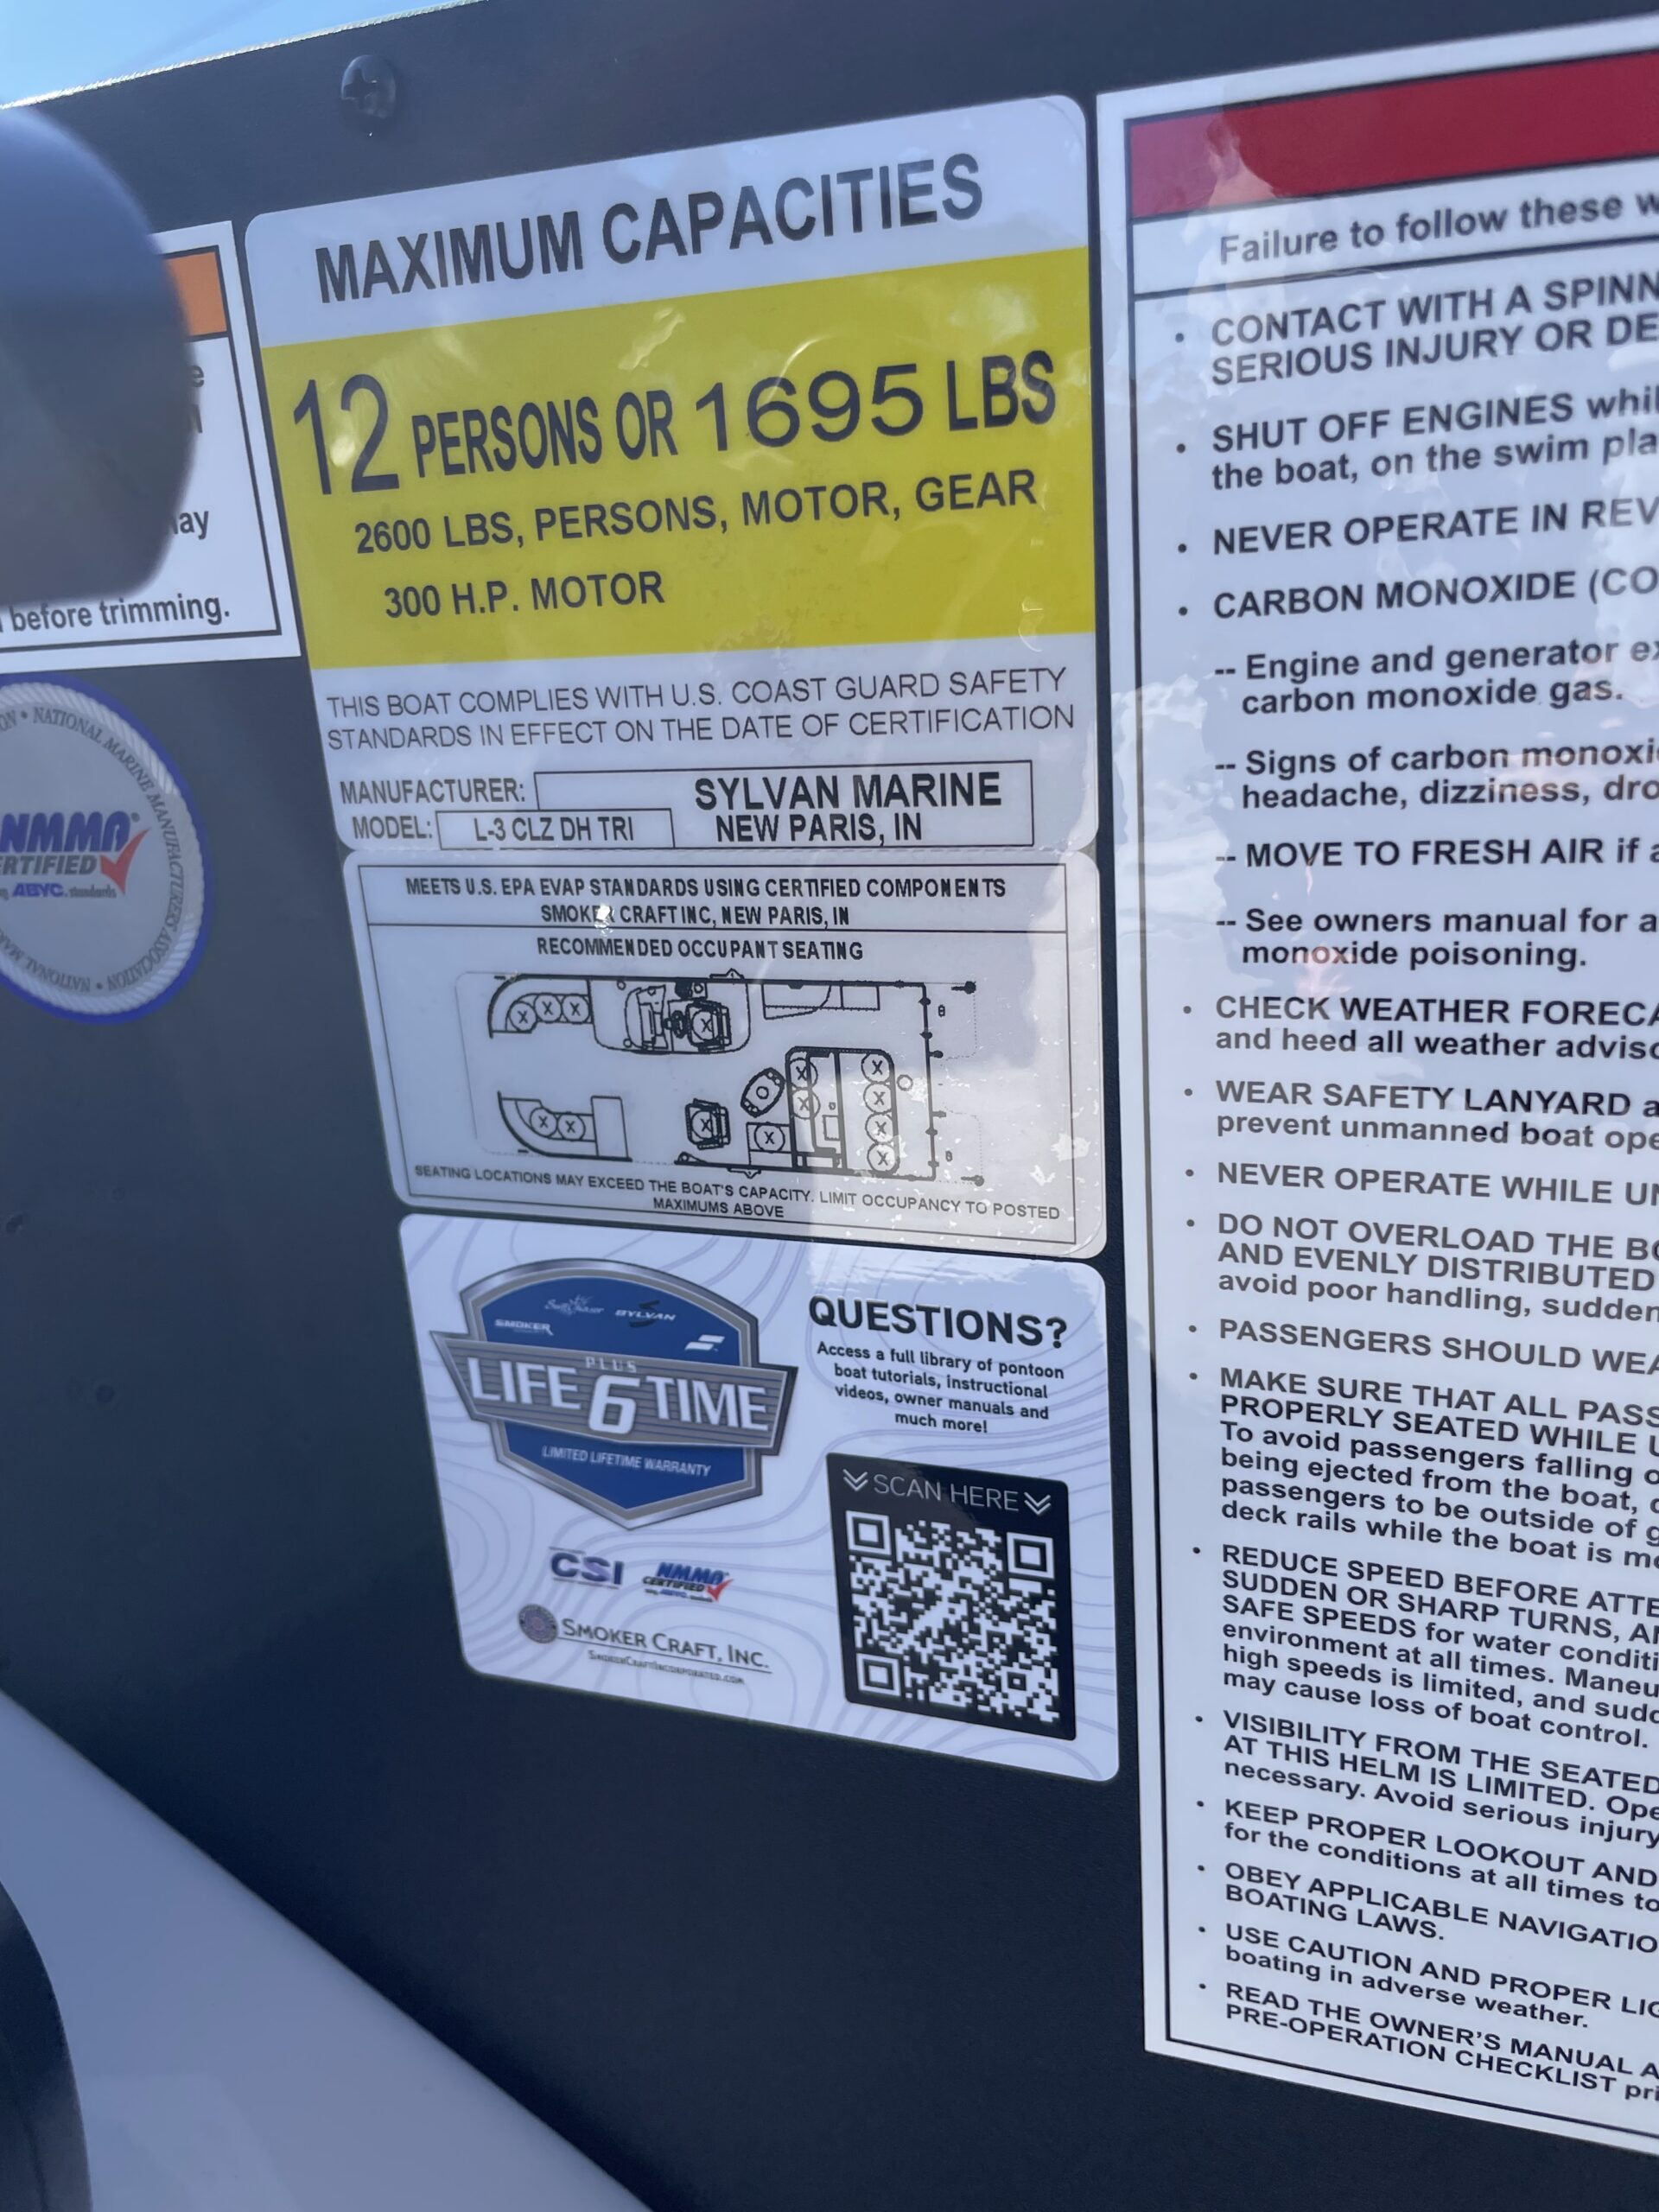 before trimming.
NATIONAL MARINE MANUFACTURERS ASSOCIATION
NMMA
CERTIFIED
ABYC standards
MAXIMUM CAPACITIES
12 PERSONS OR 1695 LBS
2600 LBS, PERSONS, MOTOR, GEAR
300 H.P. MOTOR
THIS BOAT COMPLIES WITH U.S. COAST GUARD SAFETY
STANDARDS IN EFFECT ON THE DATE OF CERTIFICATION
MANUFACTURER: SYLVAN MARINE
MODEL: L-3 CLZ DH TRI NEW PARIS, IN
MEETS U.S. EPA EVAP STANDARDS USING CERTIFIED COMPONENTS
SMOKER CRAFT INC, NEW PARIS, IN
RECOMMENDED OCCUPANT SEATING
SEATING LOCATIONS MAY EXCEED THE BOAT'S CAPACITY. LIMIT OCCUPANCY TO POSTED
MAXIMUMS ABOVE
SYLVAN
SMOKER
PLUS
LIFE 6 TIME
LIMITED LIFETIME WARRANTY
QUESTIONS?
Access a full library of pontoon
boat tutorials, instructional
videos, owner manuals and
much more!
SCAN HERE
CSI
NMMA
CERTIFIED
SMOKER CRAFT, INC.
SMOKERCRAFTINCORPORATED.COM
Failure to follow these w
• CONTACT WITH A SPINN
SERIOUS INJURY OR DE
• SHUT OFF ENGINES whil
the boat, on the swim pla
• NEVER OPERATE IN REV
• CARBON MONOXIDE (CO
-- Engine and generator ex
carbon monoxide gas.
-- Signs of carbon monoxi
headache, dizziness, dro
-- MOVE TO FRESH AIR if a
-- See owners manual for a
monoxide poisoning.
• CHECK WEATHER FORECA
and heed all weather adviso
• WEAR SAFETY LANYARD a
prevent unmanned boat ope
• NEVER OPERATE WHILE UN
• DO NOT OVERLOAD THE BO
AND EVENLY DISTRIBUTED
avoid poor handling, sudden
• PASSENGERS SHOULD WEA
• MAKE SURE THAT ALL PASS
PROPERLY SEATED WHILE U
To avoid passengers falling o
being ejected from the boat, d
passengers to be outside of g
deck rails while the boat is mo
• REDUCE SPEED BEFORE ATTE
SUDDEN OR SHARP TURNS, AN
SAFE SPEEDS for water conditi
environment at all times. Maneu
high speeds is limited, and sudd
may cause loss of boat control.
• VISIBILITY FROM THE SEATED
AT THIS HELM IS LIMITED. Ope
necessary. Avoid serious injury
• KEEP PROPER LOOKOUT AND
for the conditions at all times to
• OBEY APPLICABLE NAVIGATIO
BOATING LAWS.
• USE CAUTION AND PROPER LIG
boating in adverse weather.
• READ THE OWNER'S MANUAL A
PRE-OPERATION CHECKLIST pri